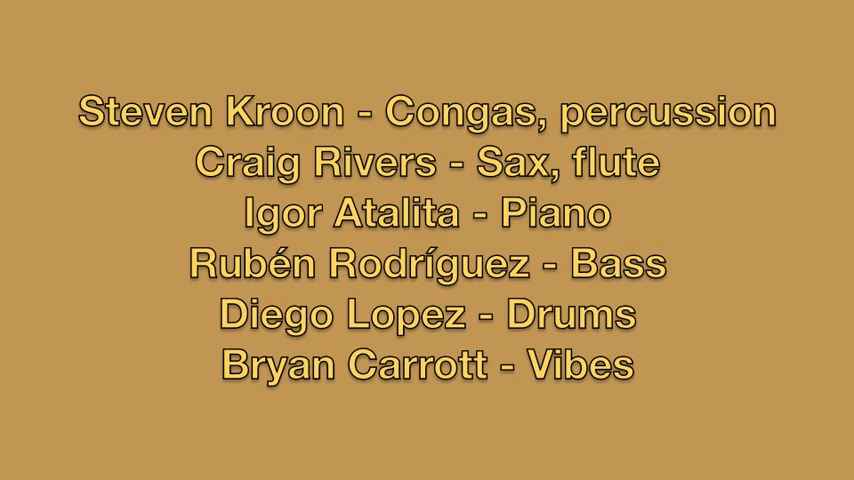 Steven Kroon - Congas, percussion
Craig Rivers - Sax, flute
Igor Atalita - Piano
Rubén Rodríguez - Bass
Diego Lopez - Drums
Bryan Carrott - Vibes